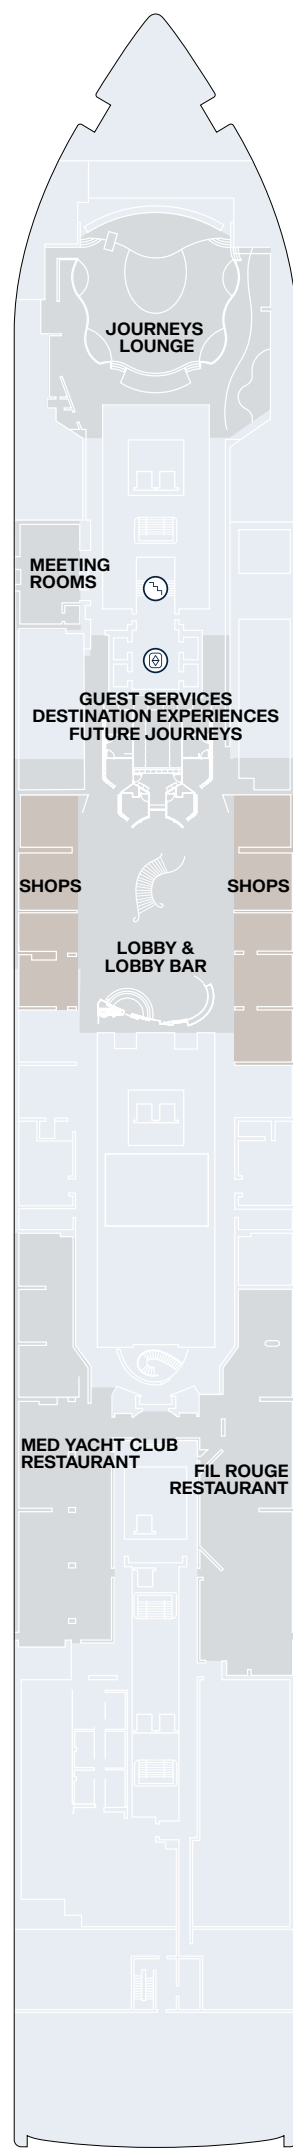 JOURNEYS
LOUNGE
MEETING
ROOMS
GUEST SERVICES
DESTINATION EXPERIENCES
FUTURE JOURNEYS
SHOPS
SHOPS
LOBBY &
LOBBY BAR
MED YACHT CLUB
RESTAURANT
FIL ROUGE
RESTAURANT